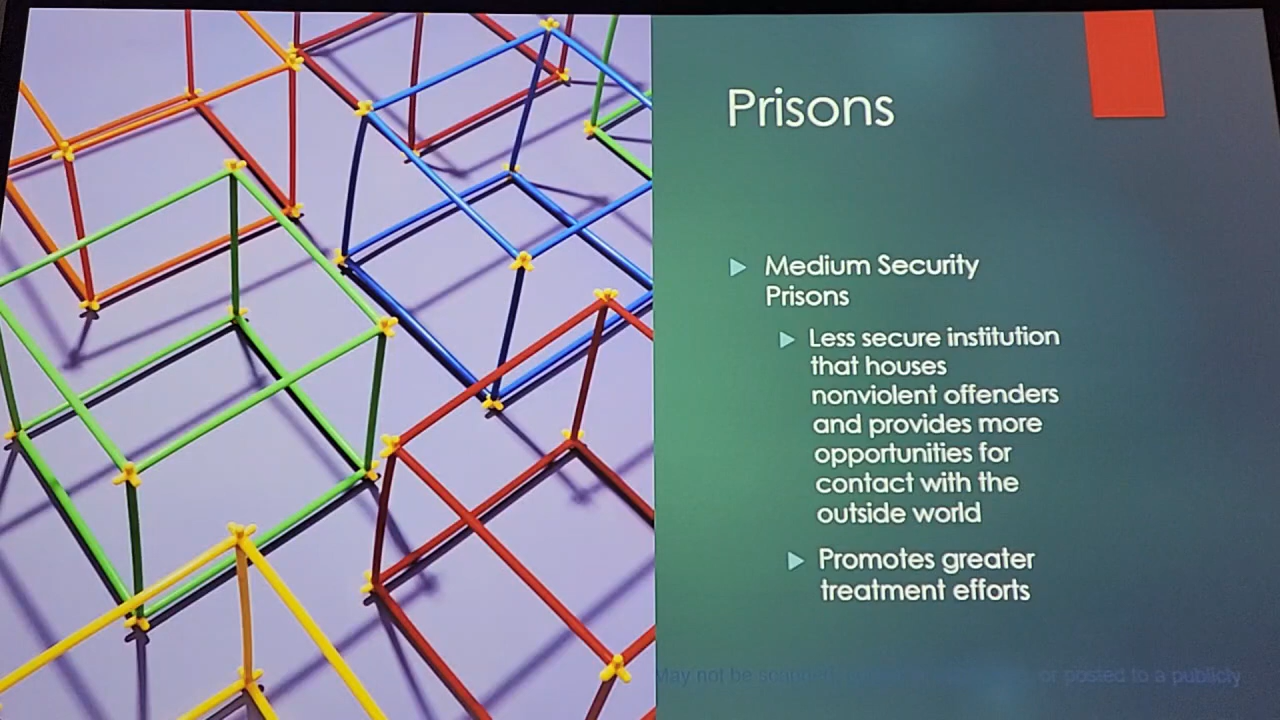 Prisons
Medium Security
Prisons
Less secure institution
that houses
nonviolent offenders
and provides more
opportunities for
contact with the
outside world
Promotes greater
treatment efforts
May not be or posted to a publicly